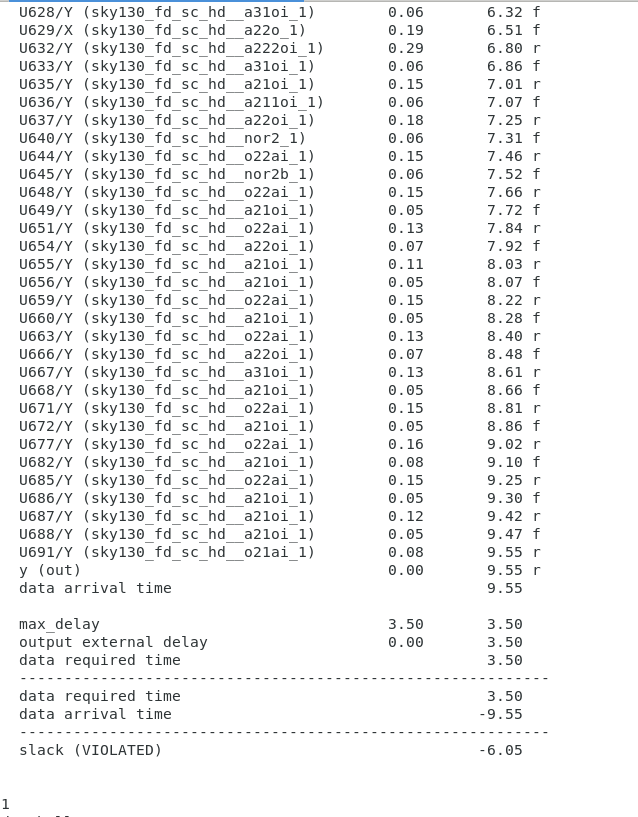 U628/Y (sky130_fd_sc_hd__a31oi_1) 0.06 6.32 f
U629/X (sky130_fd_sc_hd__a22o_1) 0.19 6.51 f
U632/Y (sky130_fd_sc_hd__a222oi_1) 0.29 6.80 r
U633/Y (sky130_fd_sc_hd__a31oi_1) 0.06 6.86 f
U635/Y (sky130_fd_sc_hd__a21oi_1) 0.15 7.01 r
U636/Y (sky130_fd_sc_hd__a211oi_1) 0.06 7.07 f
U637/Y (sky130_fd_sc_hd__a22oi_1) 0.18 7.25 r
U640/Y (sky130_fd_sc_hd__nor2_1) 0.06 7.31 f
U644/Y (sky130_fd_sc_hd__o22ai_1) 0.15 7.46 r
U645/Y (sky130_fd_sc_hd__nor2b_1) 0.06 7.52 f
U648/Y (sky130_fd_sc_hd__o22ai_1) 0.15 7.66 r
U649/Y (sky130_fd_sc_hd__a21oi_1) 0.05 7.72 f
U651/Y (sky130_fd_sc_hd__o22ai_1) 0.13 7.84 r
U654/Y (sky130_fd_sc_hd__a22oi_1) 0.07 7.92 f
U655/Y (sky130_fd_sc_hd__a21oi_1) 0.11 8.03 r
U656/Y (sky130_fd_sc_hd__a21oi_1) 0.05 8.07 f
U659/Y (sky130_fd_sc_hd__o22ai_1) 0.15 8.22 r
U660/Y (sky130_fd_sc_hd__a21oi_1) 0.05 8.28 f
U663/Y (sky130_fd_sc_hd__o22ai_1) 0.13 8.40 r
U666/Y (sky130_fd_sc_hd__a22oi_1) 0.07 8.48 f
U667/Y (sky130_fd_sc_hd__a31oi_1) 0.13 8.61 r
U668/Y (sky130_fd_sc_hd__a21oi_1) 0.05 8.66 f
U671/Y (sky130_fd_sc_hd__o22ai_1) 0.15 8.81 r
U672/Y (sky130_fd_sc_hd__a21oi_1) 0.05 8.86 f
U677/Y (sky130_fd_sc_hd__o22ai_1) 0.16 9.02 r
U682/Y (sky130_fd_sc_hd__a31oi_1) 0.08 9.10 f
U685/Y (sky130_fd_sc_hd__o22ai_1) 0.15 9.25 r
U686/Y (sky130_fd_sc_hd__a21oi_1) 0.05 9.30 f
U687/Y (sky130_fd_sc_hd__a21oi_1) 0.12 9.42 r
U688/Y (sky130_fd_sc_hd__a21oi_1) 0.05 9.47 f
U691/Y (sky130_fd_sc_hd__o21ai_1) 0.08 9.55 r
y (out) 0.00 9.55 r
data arrival time 9.55
max_delay 3.50 3.50
output external delay 0.00 3.50
data required time 3.50
-----------------------------------------------------------
data required time 3.50
data arrival time -9.55
-----------------------------------------------------------
slack (VIOLATED) -6.05
1